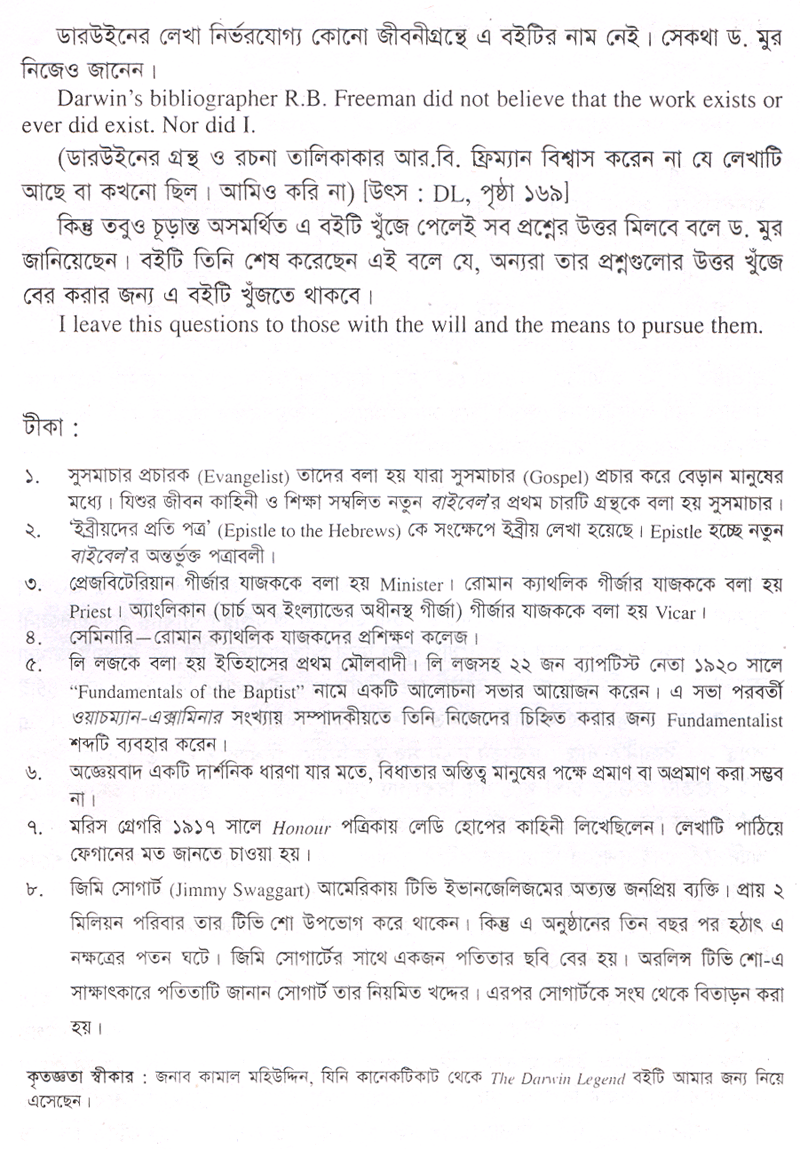 ডারউইনের লেখা নির্ভরযোগ্য কোনো জীবনীগ্রন্থে এ বইটির নাম নেই। সেকথা ড. মুর
নিজেও জানেন।
Darwin's bibliographer R.B. Freeman did not believe that the work exists or
ever did exist. Nor did I.
(ডারউইনের গ্রন্থ ও রচনা তালিকাকার আর.বি. ফ্রিম্যান বিশ্বাস করেন না যে লেখাটি
আছে বা কখনো ছিল। আমিও করি না) [উৎস : DL, পৃষ্ঠা ১৬৯]
কিন্তু তবুও চূড়ান্ত অসমর্থিত এ বইটি খুঁজে পেলেই সব প্রশ্নের উত্তর মিলবে বলে ড. মুর
জানিয়েছেন। বইটি তিনি শেষ করেছেন এই বলে যে, অন্যরা তার প্রশ্নগুলোর উত্তর খুঁজে
বের করার জন্য এ বইটি খুঁজতে থাকবে।
I leave this questions to those with the will and the means to pursue them.
টীকা :
১. সুসমাচার প্রচারক (Evangelist) তাদের বলা হয় যারা সুসমাচার (Gospel) প্রচার করে বেড়ান মানুষের
মধ্যে। যিশুর জীবন কাহিনী ও শিক্ষা সম্বলিত নতুন বাইবেল'র প্রথম চারটি গ্রন্থকে বলা হয় সুসমাচার।
২. 'ইব্রীয়দের প্রতি পত্র' (Epistle to the Hebrews) কে সংক্ষেপে ইব্রীয় লেখা হয়েছে। Epistle হচ্ছে নতুন
বাইবেল'র অন্তর্ভুক্ত পত্রাবলী।
৩. প্রেজবিটেরিয়ান গীর্জার যাজককে বলা হয় Minister। রোমান ক্যাথলিক গীর্জার যাজককে বলা হয়
Priest। অ্যাংলিকান (চার্চ অব ইংল্যান্ডের অধীনস্থ গীর্জা) গীর্জার যাজককে বলা হয় Vicar।
৪. সেমিনারি—রোমান ক্যাথলিক যাজকদের প্রশিক্ষণ কলেজ।
৫. লি লজকে বলা হয় ইতিহাসের প্রথম মৌলবাদী। লি লজসহ ২২ জন ব্যাপটিস্ট নেতা ১৯২০ সালে
"Fundamentals of the Baptist" নামে একটি আলোচনা সভার আয়োজন করেন। এ সভা পরবর্তী
ওয়াচম্যান-এক্সামিনার সংখ্যায় সম্পাদকীয়তে তিনি নিজেদের চিহ্নিত করার জন্য Fundamentalist
শব্দটি ব্যবহার করেন।
৬. অজ্ঞেয়বাদ একটি দার্শনিক ধারণা যার মতে, বিধাতার অস্তিত্ব মানুষের পক্ষে প্রমাণ বা অপ্রমাণ করা সম্ভব
না।
৭. মরিস গ্রেগরি ১৯১৭ সালে Honour পত্রিকায় লেডি হোপের কাহিনী লিখেছিলেন। লেখাটি পাঠিয়ে
ফেগানের মত জানতে চাওয়া হয়।
৮. জিমি সোগার্ট (Jimmy Swaggart) আমেরিকায় টিভি ইভানজেলিজমের অত্যন্ত জনপ্রিয় ব্যক্তি। প্রায় ২
মিলিয়ন পরিবার তার টিভি শো উপভোগ করে থাকেন। কিন্তু এ অনুষ্ঠানের তিন বছর পর হঠাৎ এ
নক্ষত্রের পতন ঘটে। জিমি সোগার্টের সাথে একজন পতিতার ছবি বের হয়। অরলিন্স টিভি শো-এ
সাক্ষাৎকারে পতিতাটি জানান সোগার্ট তার নিয়মিত খদ্দের। এরপর সোগার্টকে সংঘ থেকে বিতাড়ন করা
হয়।
কৃতজ্ঞতা স্বীকার : জনাব কামাল মহিউদ্দিন, যিনি কানেকটিকাট থেকে The Darwin Legend বইটি আমার জন্য নিয়ে
এসেছেন।